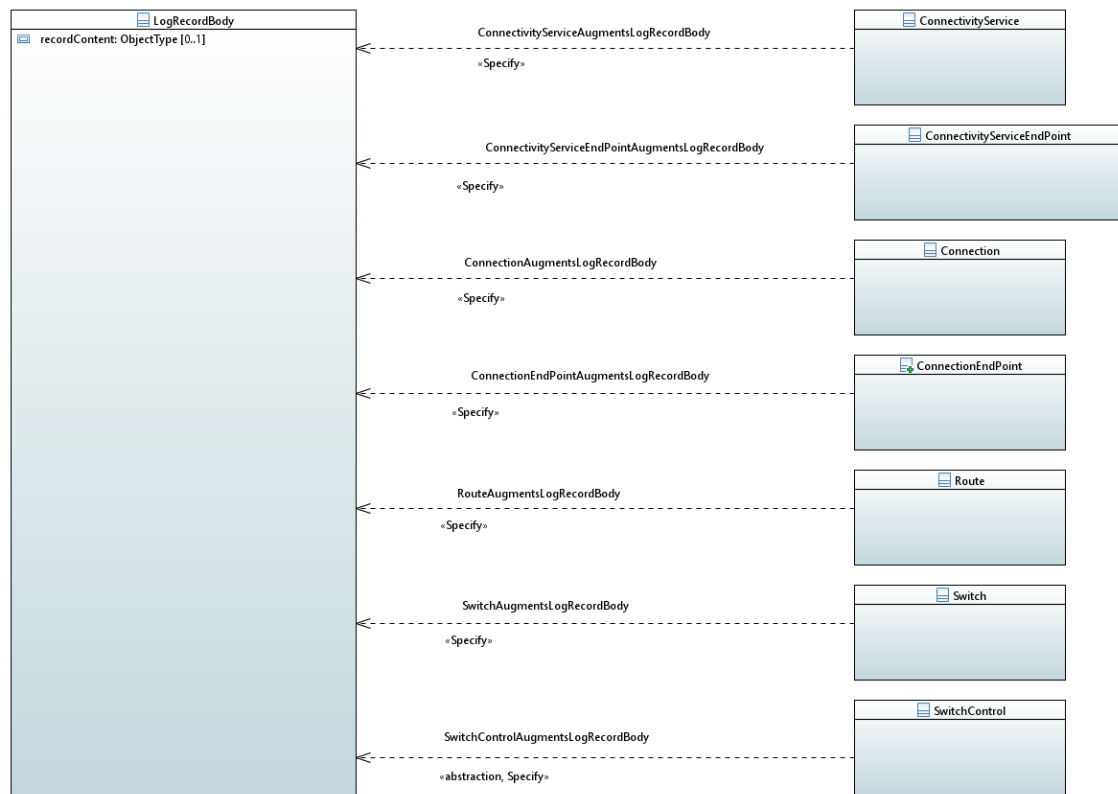 LogRecordBody
recordContent: ObjectType [0..1]
ConnectivityServiceAugmentsLogRecordBody
«Specify»
ConnectivityService
ConnectivityServiceEndPointAugmentsLogRecordBody
«Specify»
ConnectivityServiceEndPoint
ConnectionAugmentsLogRecordBody
«Specify»
Connection
ConnectionEndPointAugmentsLogRecordBody
«Specify»
ConnectionEndPoint
RouteAugmentsLogRecordBody
«Specify»
Route
SwitchAugmentsLogRecordBody
«Specify»
Switch
SwitchControlAugmentsLogRecordBody
«abstraction, Specify»
SwitchControl